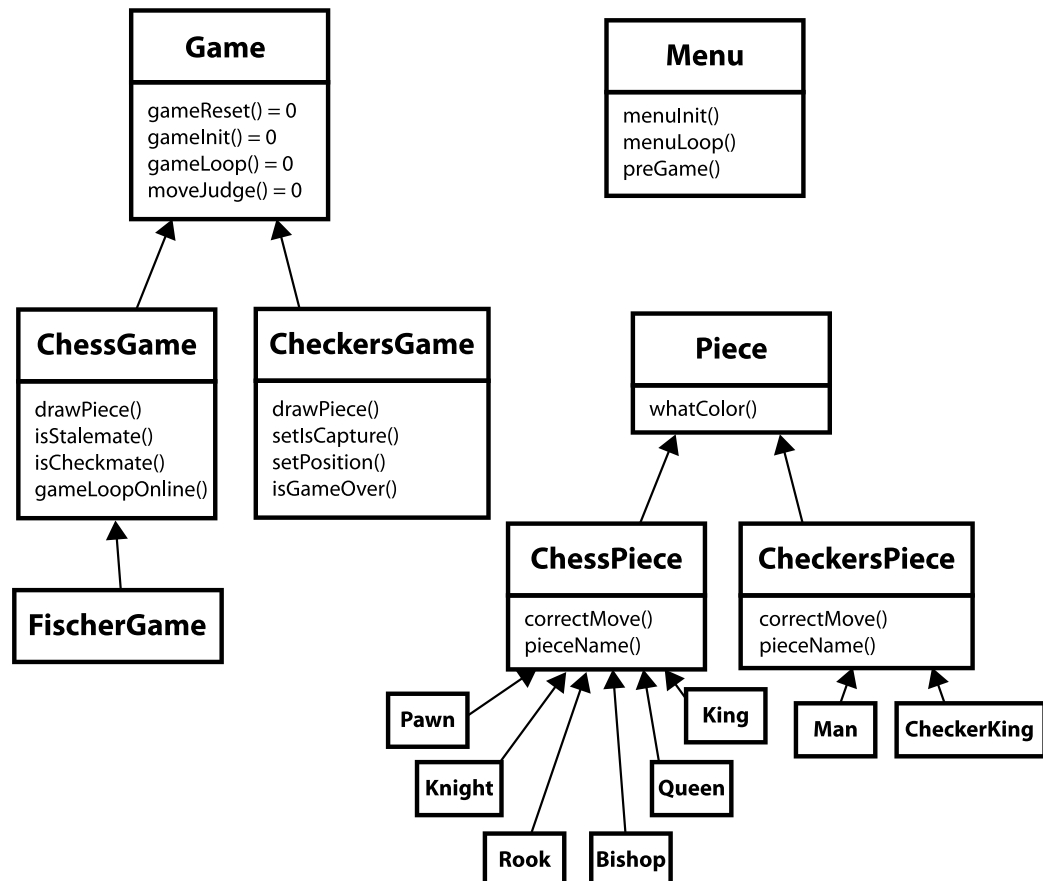 Game
gameReset() = 0
gameInit() = 0
gameLoop() = 0
moveJudge() = 0
Menu
menuInit()
menuLoop()
preGame()
ChessGame
drawPiece()
isStalemate()
isCheckmate()
gameLoopOnline()
CheckersGame
drawPiece()
setIsCapture()
setPosition()
isGameOver()
Piece
whatColor()
FischerGame
ChessPiece
correctMove()
pieceName()
CheckersPiece
correctMove()
pieceName()
Pawn
King
Man
CheckerKing
Knight
Queen
Rook
Bishop